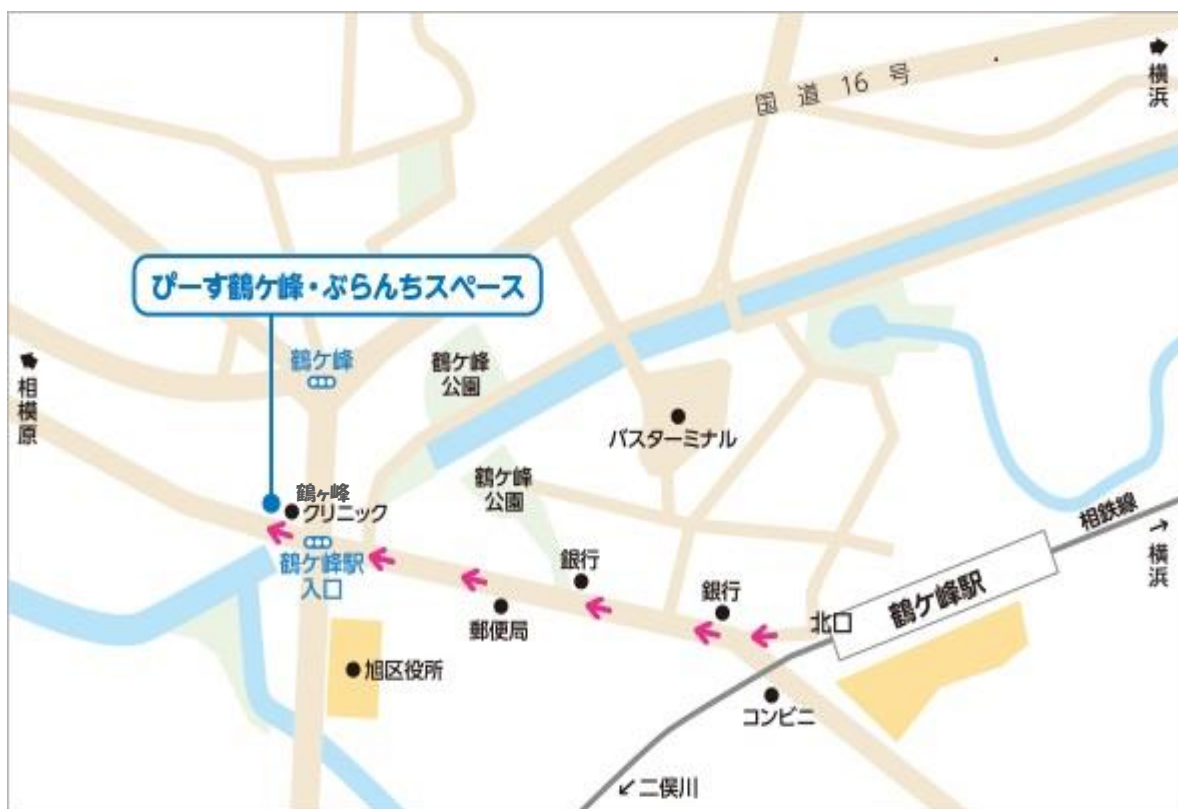 国道16号
横浜
ぴーす鶴ケ峰・ぶらんちスペース
鶴ケ峰
鶴ケ峰
公園
相模原
バスターミナル
鶴ケ峰
公園
鶴ヶ峰
クリニック
相鉄線
→横浜
鶴ケ峰駅
入口
銀行
銀行
鶴ケ峰駅
北口
郵便局
旭区役所
コンビニ
↙二俣川